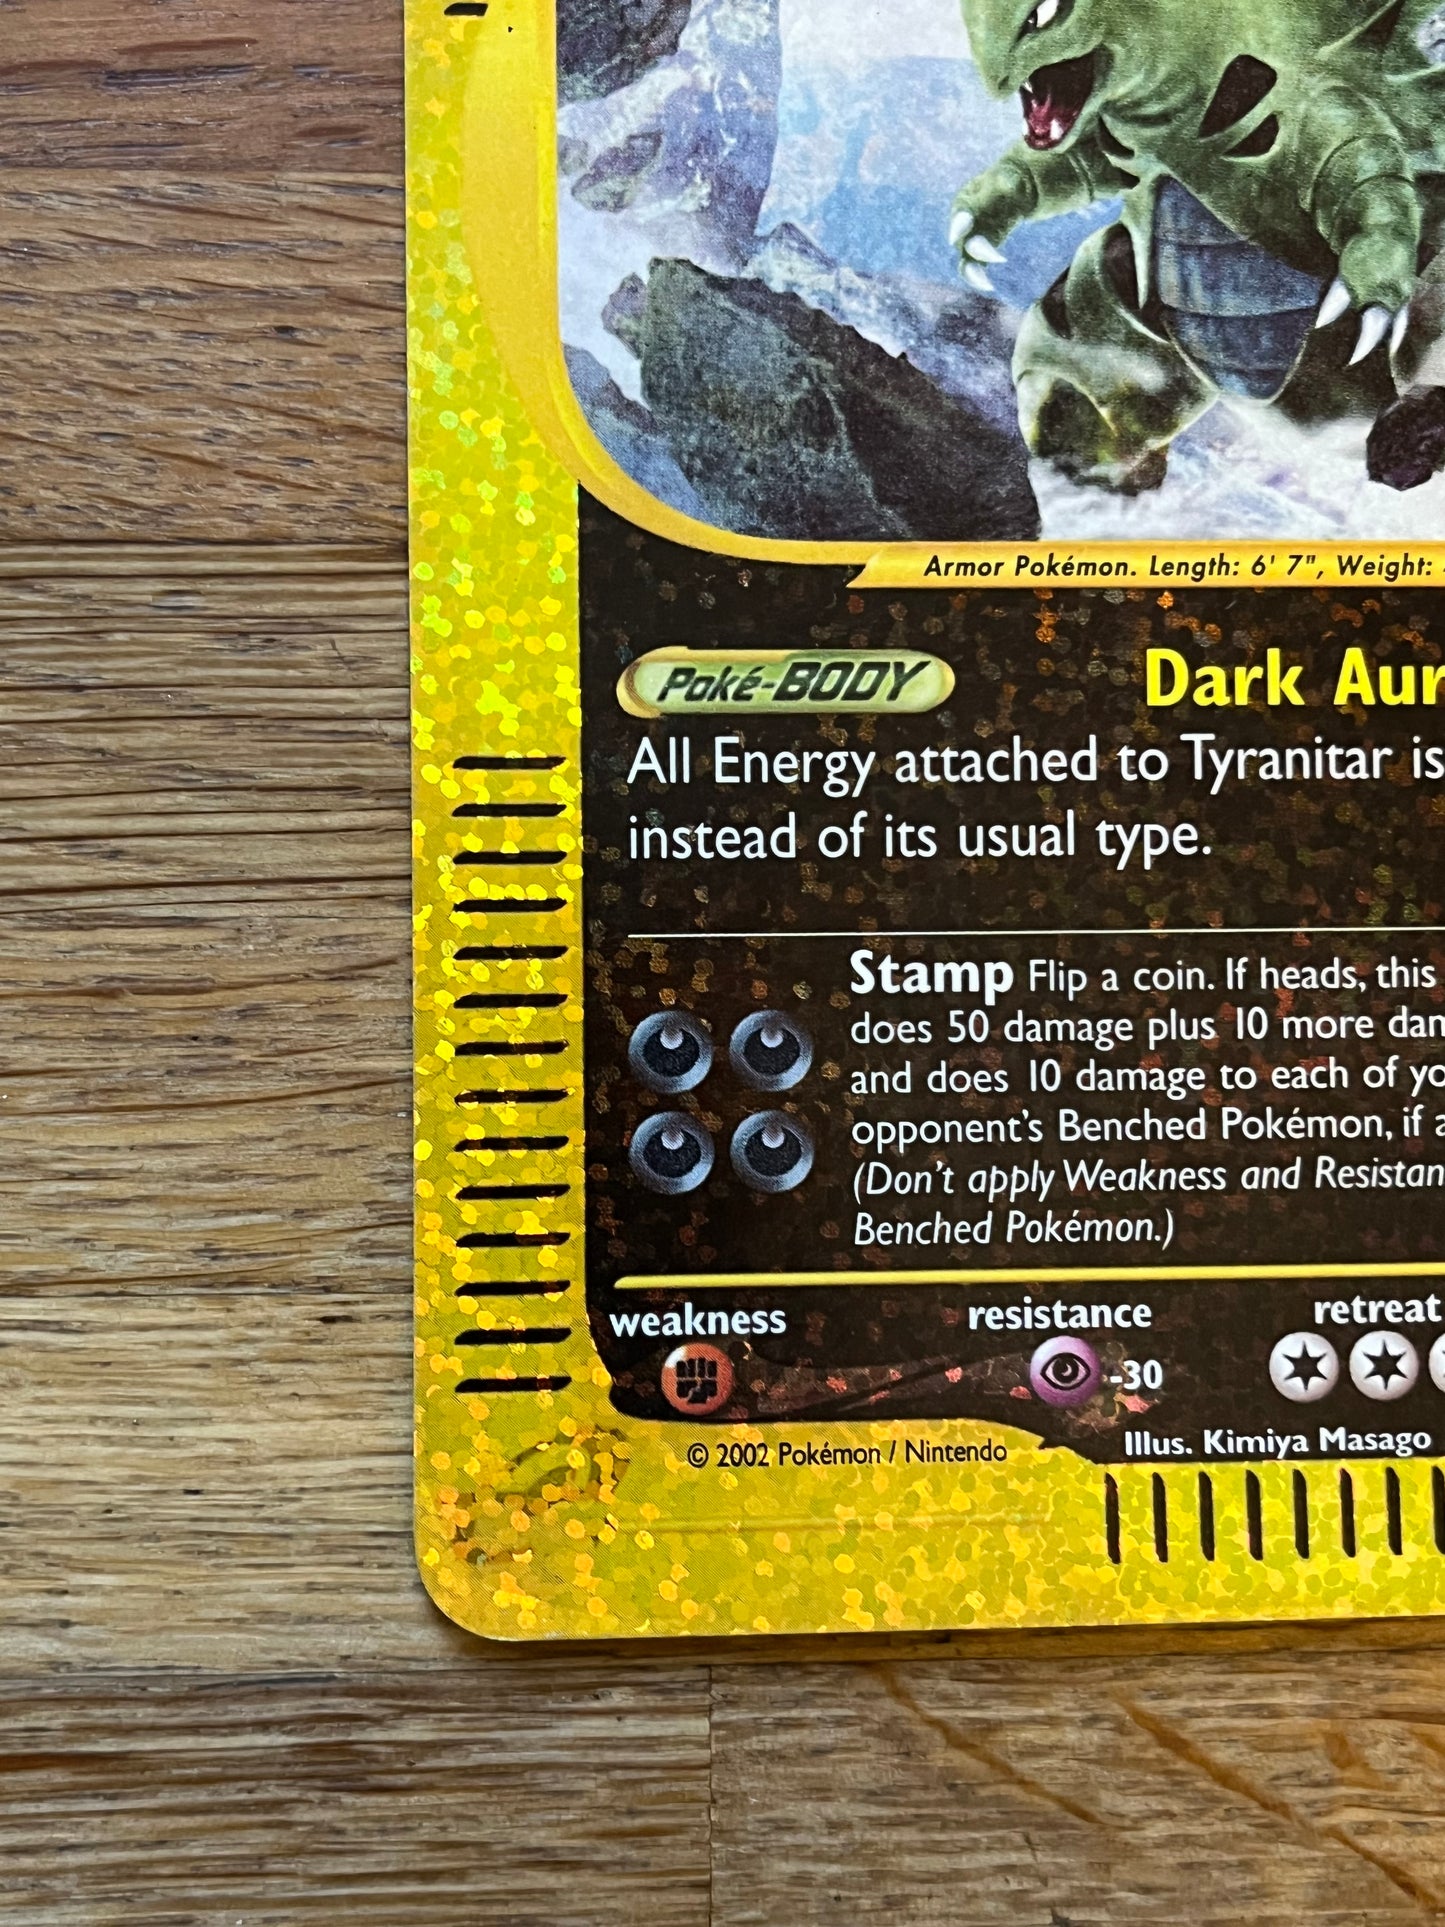 Armor Pokémon. Length: 6' 7", Weight:
Poké-BODY Dark Aur
All Energy attached to Tyranitar is
instead of its usual type.
Stamp Flip a coin. If heads, this
does 50 damage plus 10 more dam
and does 10 damage to each of yo
opponent's Benched Pokémon, if a
(Don't apply Weakness and Resistan
Benched Pokémon.)
weakness resistance retreat
-30
© 2002 Pokémon / Nintendo Illus. Kimiya Masago